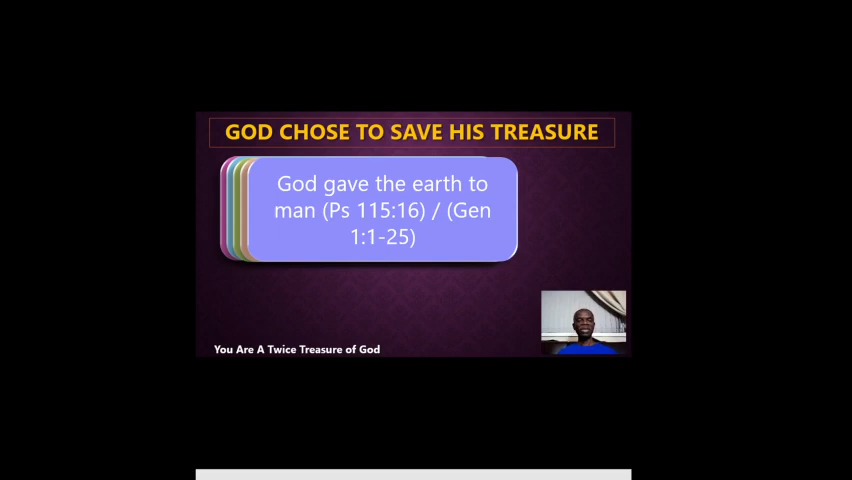 GOD CHOSE TO SAVE HIS TREASURE
God gave the earth to
man (Ps 115:16) / (Gen
1:1-25)
You Are A Twice Treasure of God